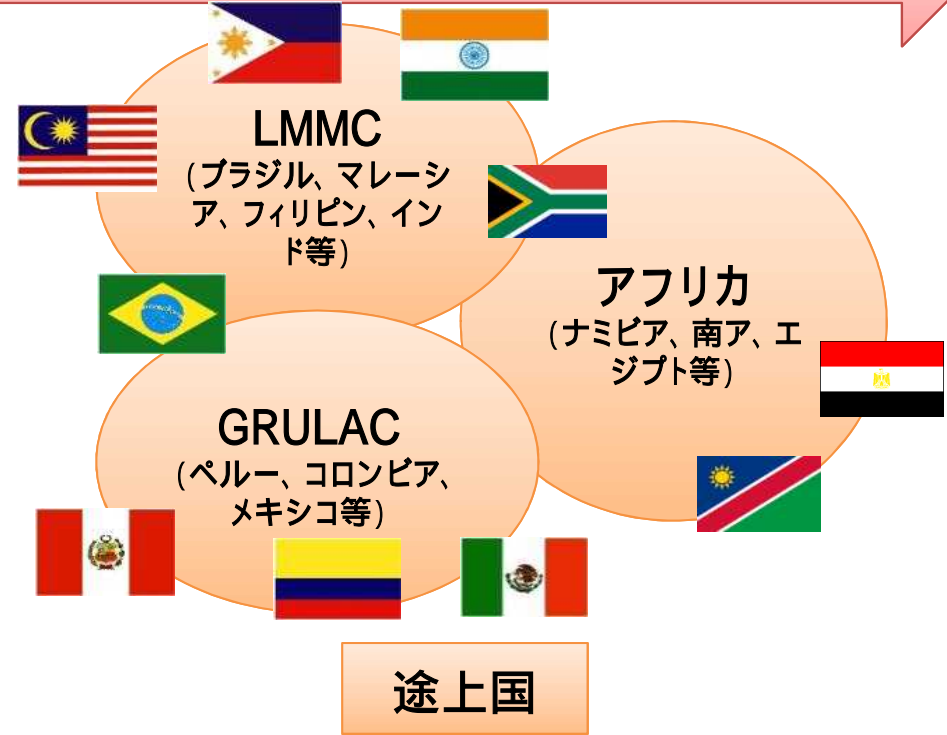 LMMC
(ブラジル、マレーシ
ア、フィリピン、イン
ド等)
アフリカ
(ナミビア、南ア、エ
ジプト等)
GRULAC
(ペルー、コロンビア、
メキシコ等)
途上国